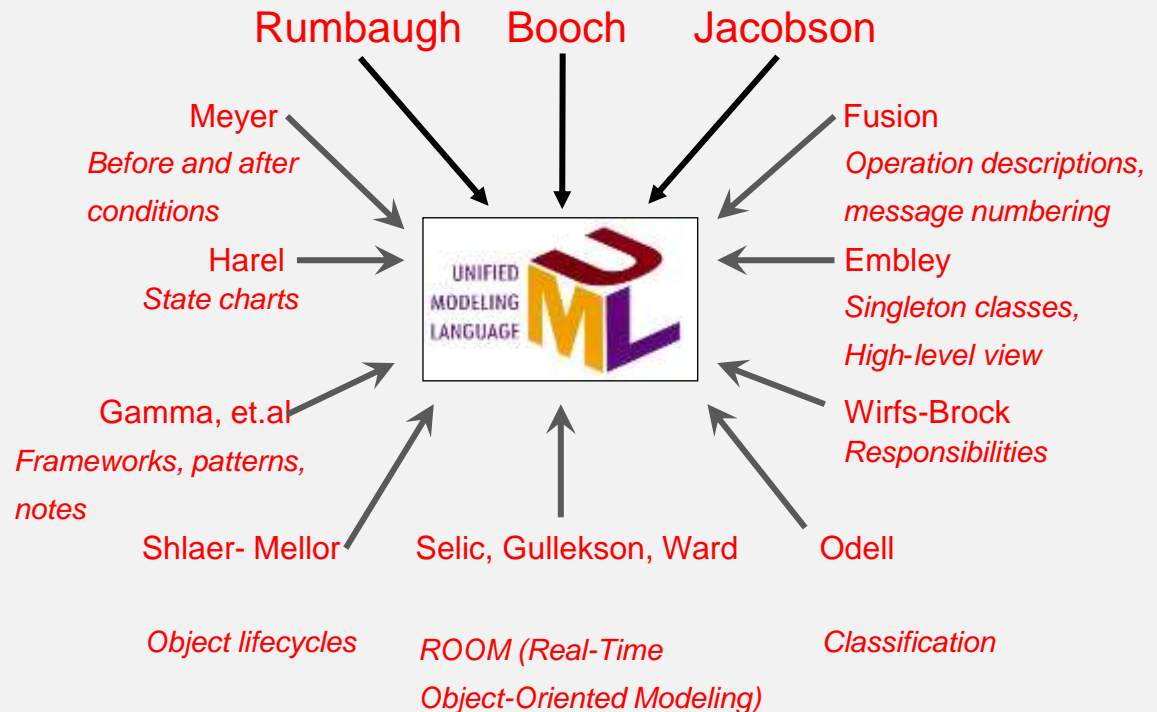 Rumbaugh Booch Jacobson
Meyer
Before and after
conditions
Fusion
Operation descriptions,
message numbering
Harel
State charts
UNIFIED
MODELING
LANGUAGE
UML
Embley
Singleton classes,
High-level view
Gamma, et.al
Frameworks, patterns,
notes
Wirfs-Brock
Responsibilities
Shlaer- Mellor
Selic, Gullekson, Ward
Odell
Object lifecycles
ROOM (Real-Time
Object-Oriented Modeling)
Classification